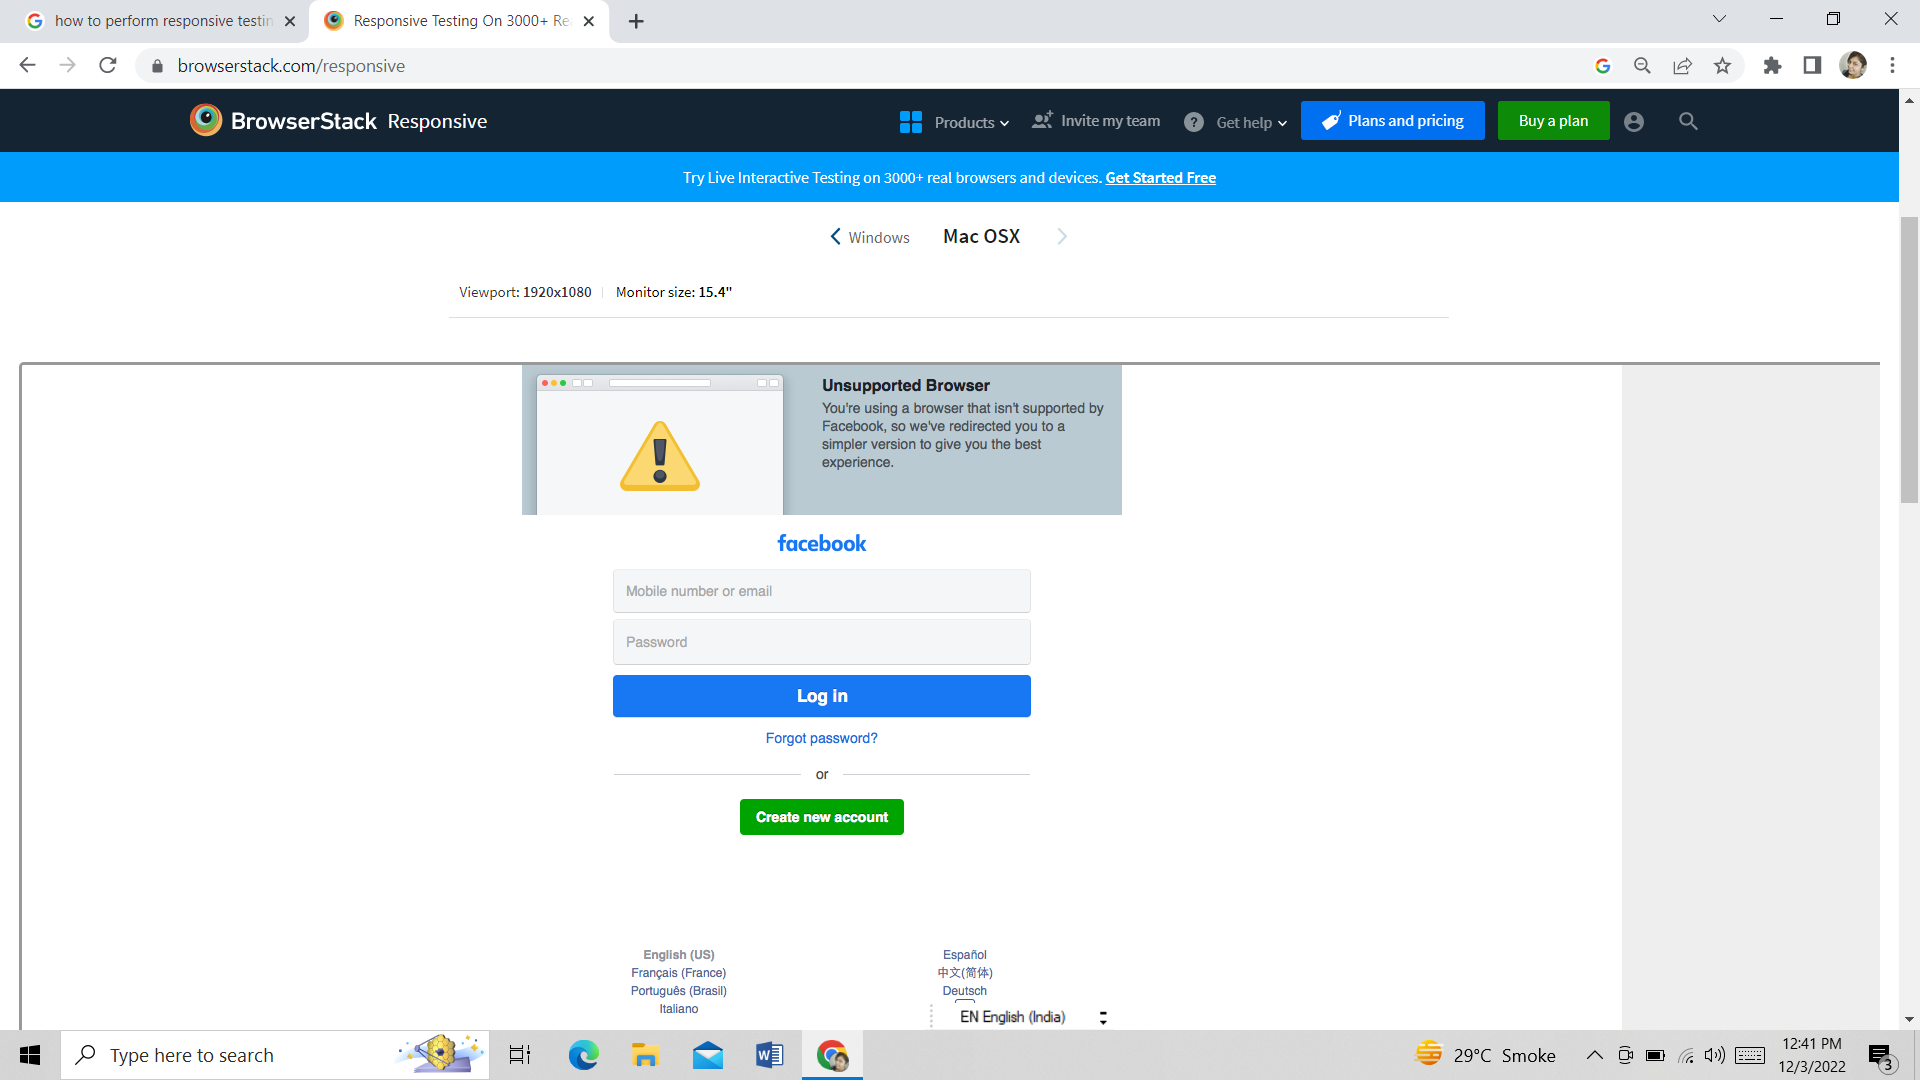 how to perform responsive testin
Responsive Testing On 3000+ Re
browserstack.com/responsive
BrowserStack Responsive
Products
Invite my team
Get help
Plans and pricing
Buy a plan
Try Live Interactive Testing on 3000+ real browsers and devices. Get Started Free
Windows
Mac OSX
Viewport: 1920x1080
Monitor size: 15.4"
Unsupported Browser
You're using a browser that isn't supported by
Facebook, so we've redirected you to a
simpler version to give you the best
experience.
facebook
Mobile number or email
Password
Log in
Forgot password?
or
Create new account
English (US)
Español
Français (France)
中文(简体)
Português (Brasil)
Deutsch
Italiano
EN English (India)
Type here to search
29°C Smoke
12:41 PM
12/3/2022
3